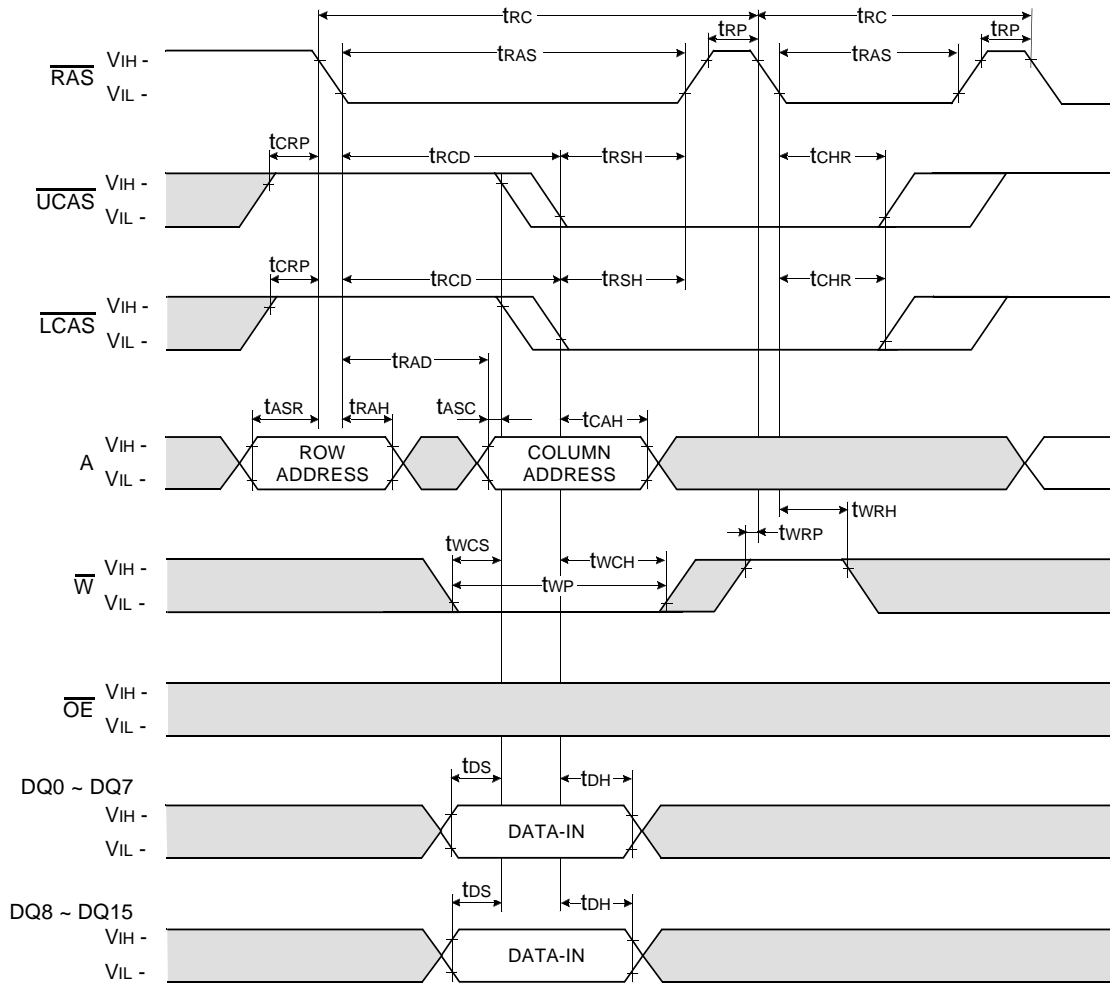 tRC tRC
tRP tRP
tRAS tRAS
RAS
VIH -
VIL -
tCRP tRCD tRSH tCHR
UCAS
VIH -
VIL -
tCRP tRCD tRSH tCHR
LCAS
VIH -
VIL -
tRAD
tASR tRAH tASC tCAH
A
VIH -
VIL -
ROW
ADDRESS
COLUMN
ADDRESS
tWRH
tWRP
tWCS tWCH
tWP
W
VIH -
VIL -
OE
VIH -
VIL -
tDS tDH
DQ0 ~ DQ7
VIH -
VIL -
DATA-IN
tDS tDH
DQ8 ~ DQ15
VIH -
VIL -
DATA-IN